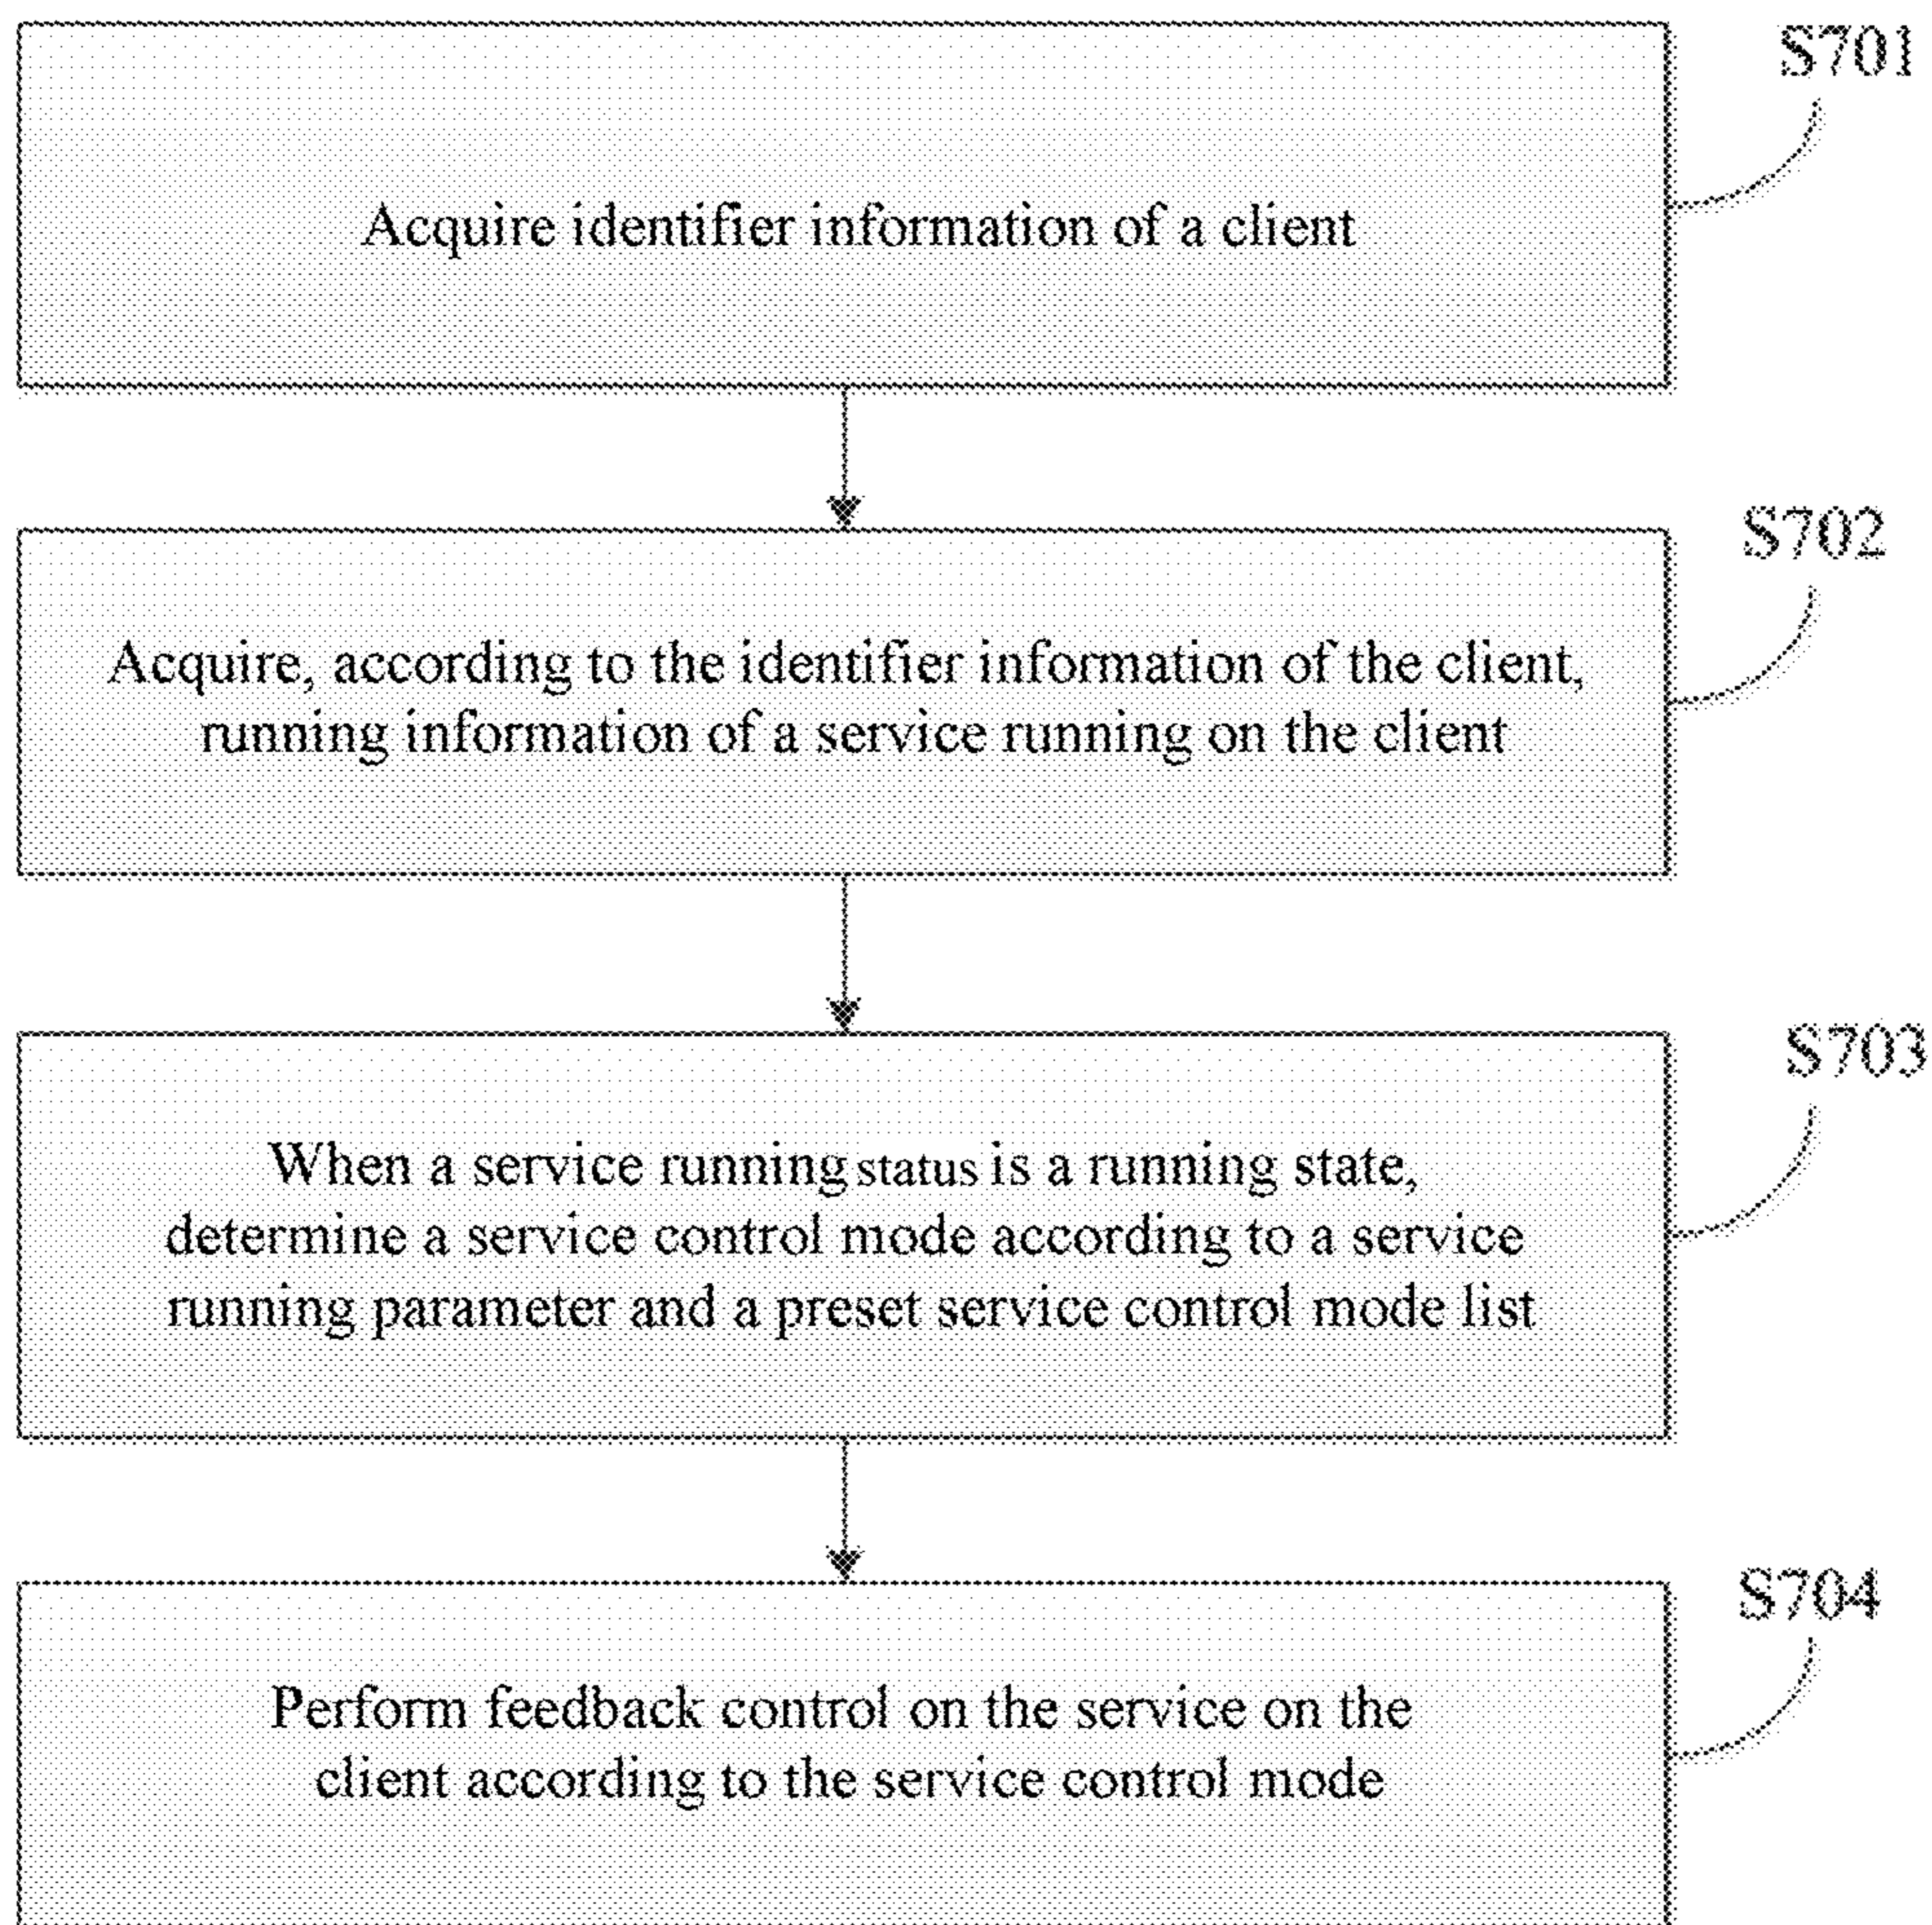 S701
Acquire identifier information of a client
S702
Acquire, according to the identifier information of the client,
running information of a service running on the client
S703
When a service running status is a running state,
determine a service control mode according to a service
running parameter and a preset service control mode list
S704
Perform feedback control on the service on the
client according to the service control mode